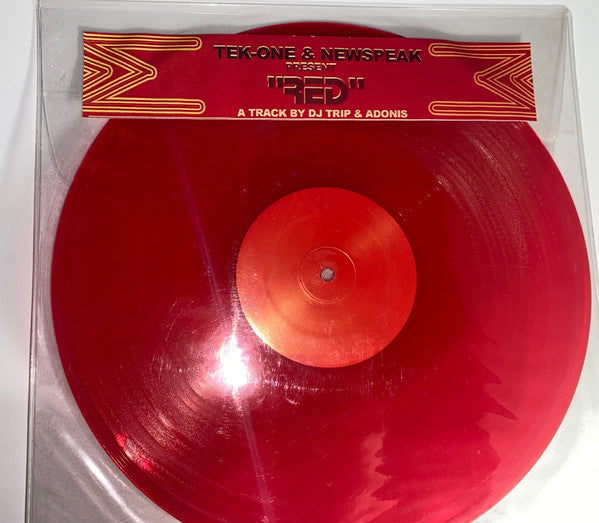 TEK-ONE & NEWSPEAK
PRESENT
"RED"
A TRACK BY DJ TRIP & ADONIS